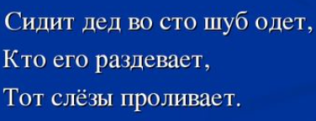 Сидит дед во сто шуб одет,
Кто его раздевает,
Тот слёзы проливает.